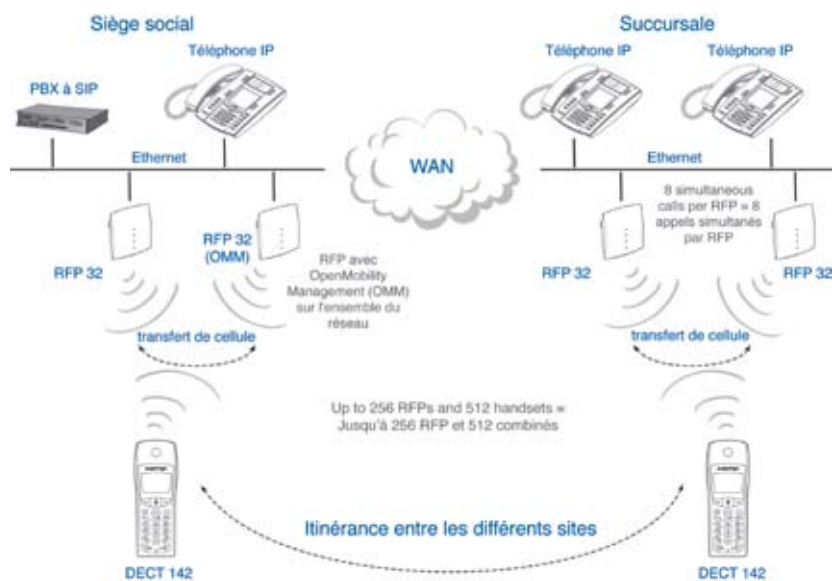 Siège social
Succursale
Téléphone IP
Téléphone IP
Téléphone IP
PBX à SIP
Ethernet
WAN
Ethernet
RFP 32
RFP 32
(OMM)
RFP avec
OpenMobility
Management (OMM)
sur l'ensemble du
réseau
8 simultaneous
calls per RFP = 8
appels simultanés
par RFP
RFP 32
RFP 32
transfert de cellule
transfert de cellule
Up to 256 RFPs and 512 handsets =
Jusqu'à 256 RFP et 512 combinés
Itinérance entre les différents sites
DECT 142
DECT 142